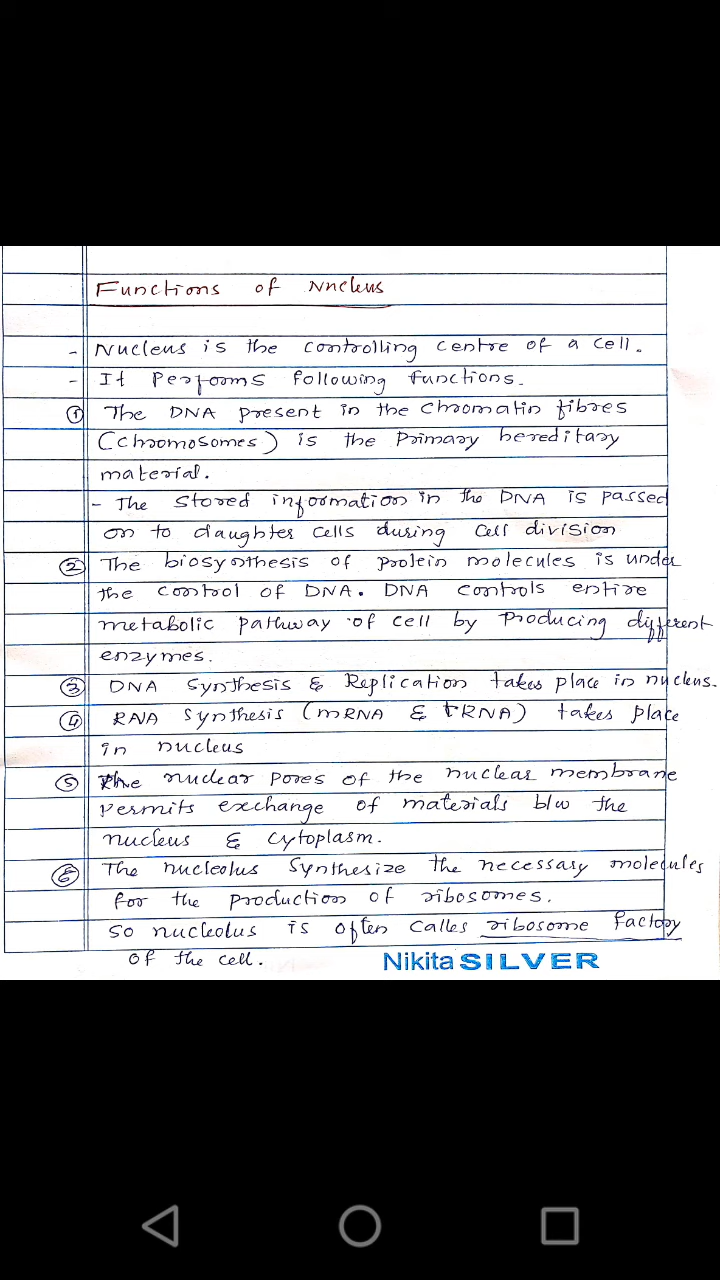 Functions of Nucleus
- Nucleus is the controlling centre of a cell.
- It Performs following functions.
① The DNA present in the chromatin fibres
(chromosomes) is the Primary hereditary
material.
- The Stored information in the DNA is passed
on to daughter cells during cell division
② The biosynthesis of protein molecules is under
the control of DNA. DNA controls entire
metabolic pathway of cell by Producing different
enzymes.
③ DNA Synthesis & Replication takes place in nucleus.
④ RNA Synthesis (mRNA & tRNA) takes place
in nucleus
⑤ The nuclear pores of the nuclear membrane
Permits exchange of materials b/w the
nucleus & cytoplasm.
⑥ The nucleolus Synthesize the necessary molecules
for the production of ribosomes.
So nucleolus is often calles ribosome factory
of the cell.
Nikita SILVER